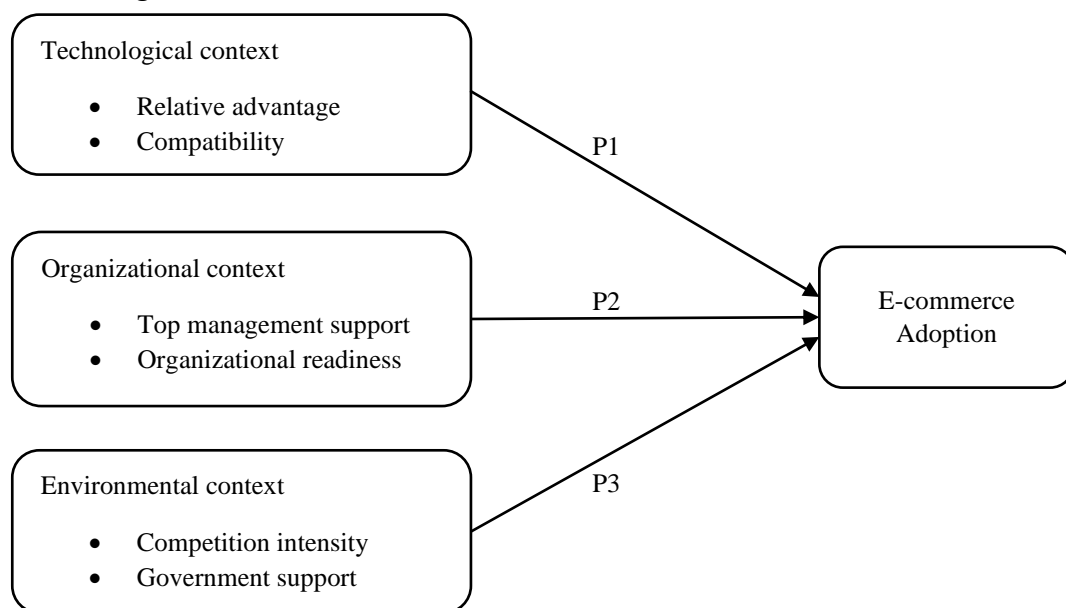 Technological context
• Relative advantage
• Compatibility
P1
Organizational context
• Top management support
• Organizational readiness
P2
E-commerce
Adoption
Environmental context
• Competition intensity
• Government support
P3